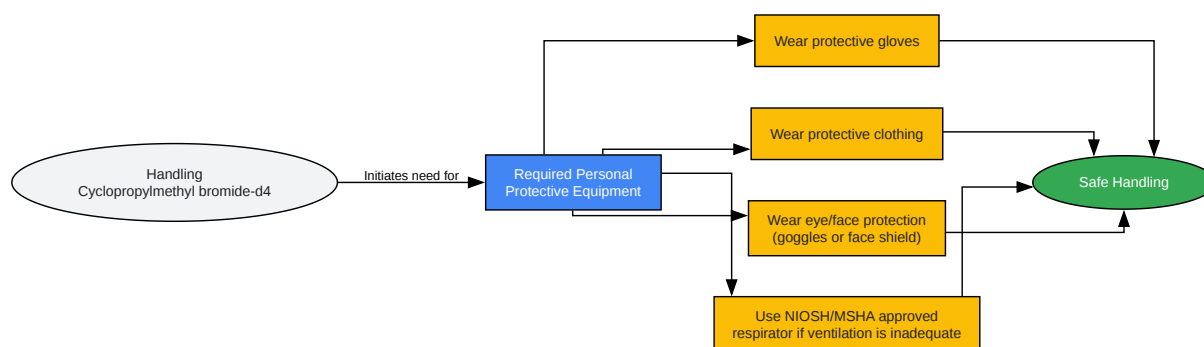 Handling
Cyclopropylmethyl bromide-d4
Initiates need for
Required Personal
Protective Equipment
Wear protective gloves
Wear protective clothing
Wear eye/face protection
(goggles or face shield)
Use NIOSH/MSHA approved
respirator if ventilation is inadequate
Safe Handling